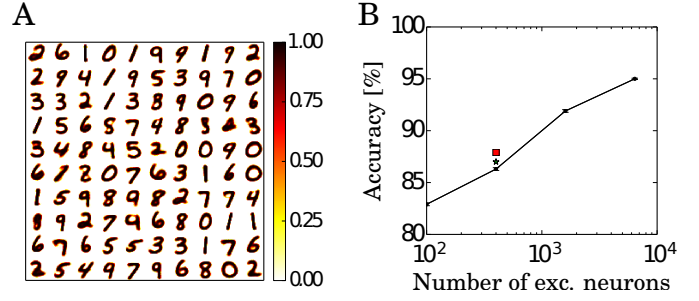 A
B
2 6 1 0 1 9 9 1 9 2
2 9 4 1 9 5 3 9 7 0
3 3 2 1 3 8 9 0 9 6
1 5 6 8 7 4 8 3 3
3 4 8 4 5 2 0 0 9 0
6 1 2 0 7 6 3 1 6 0
1 5 9 8 9 8 2 7 7 4
8 9 2 7 9 6 8 0 1 1
6 7 6 5 5 3 3 1 7 6
2 5 4 9 7 9 6 8 0 2
1.00
0.75
0.50
0.25
0.00
Accuracy [%]
100
95
90
85
80
10²
10³
10⁴
Number of exc. neurons